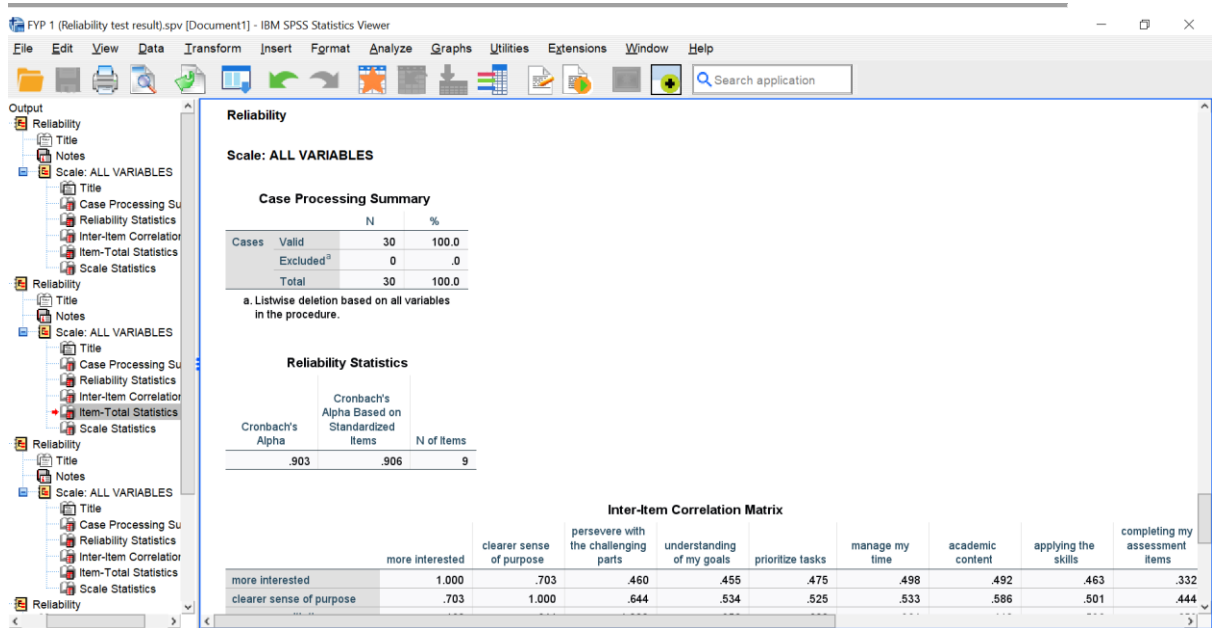 FYP 1 (Reliability test result).spv [Document1] - IBM SPSS Statistics Viewer
File Edit View Data Transform Insert Format Analyze Graphs Utilities Extensions Window Help
Search application
Output
Reliability
Title
Notes
Scale: ALL VARIABLES
Title
Case Processing Su
Reliability Statistics
Inter-Item Correlation
Item-Total Statistics
Scale Statistics
Reliability
Title
Notes
Scale: ALL VARIABLES
Title
Case Processing Su
Reliability Statistics
Inter-Item Correlation
Item-Total Statistics
Scale Statistics
Reliability
Title
Notes
Scale: ALL VARIABLES
Title
Case Processing Su
Reliability Statistics
Inter-Item Correlation
Item-Total Statistics
Scale Statistics
Reliability
Reliability
Scale: ALL VARIABLES
Case Processing Summary
N %
Cases Valid 30 100.0
Excludedᵃ 0 .0
Total 30 100.0
a. Listwise deletion based on all variables
in the procedure.
Reliability Statistics
Cronbach's Alpha Cronbach's Alpha Based on Standardized Items N of Items
.903 .906 9
Inter-Item Correlation Matrix
more interested clearer sense of purpose persevere with the challenging parts understanding of my goals prioritize tasks manage my time academic content applying the skills completing my assessment items
more interested 1.000 .703 .460 .455 .475 .498 .492 .463 .332
clearer sense of purpose .703 1.000 .644 .534 .525 .533 .586 .501 .444